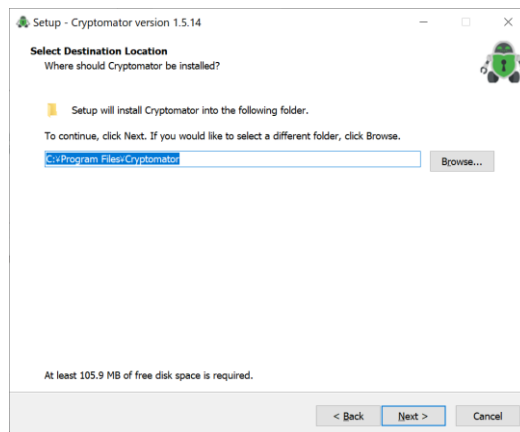 Setup - Cryptomator version 1.5.14
Select Destination Location
Where should Cryptomator be installed?
Setup will install Cryptomator into the following folder.
To continue, click Next. If you would like to select a different folder, click Browse.
C:¥Program Files¥Cryptomator
Browse...
At least 105.9 MB of free disk space is required.
< Back
Next >
Cancel